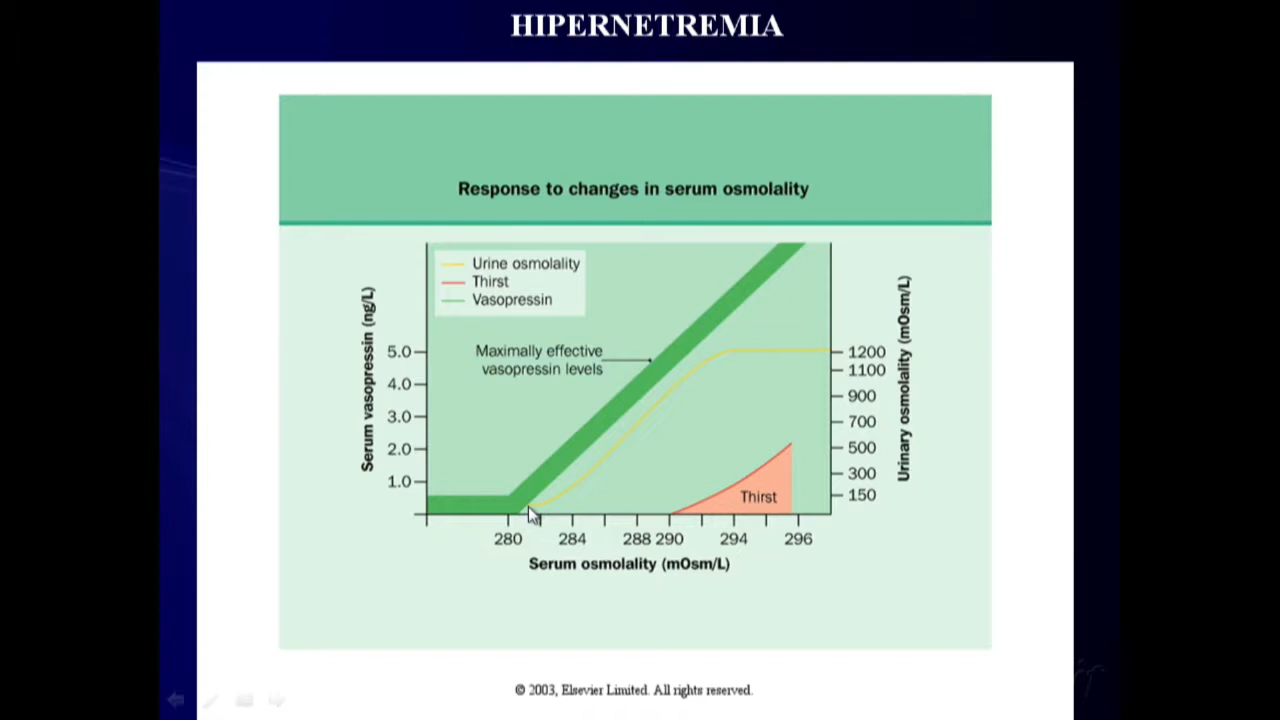 HIPERNETREMIA
Response to changes in serum osmolality
Urine osmolality
Thirst
Vasopressin
Maximally effective
vasopressin levels
Serum vasopressin (ng/L)
5.0
4.0
3.0
2.0
1.0
Urinary osmolality (mOsm/L)
1200
1100
900
700
500
300
150
Thirst
280 284 288 290 294 296
Serum osmolality (mOsm/L)
© 2003, Elsevier Limited. All rights reserved.